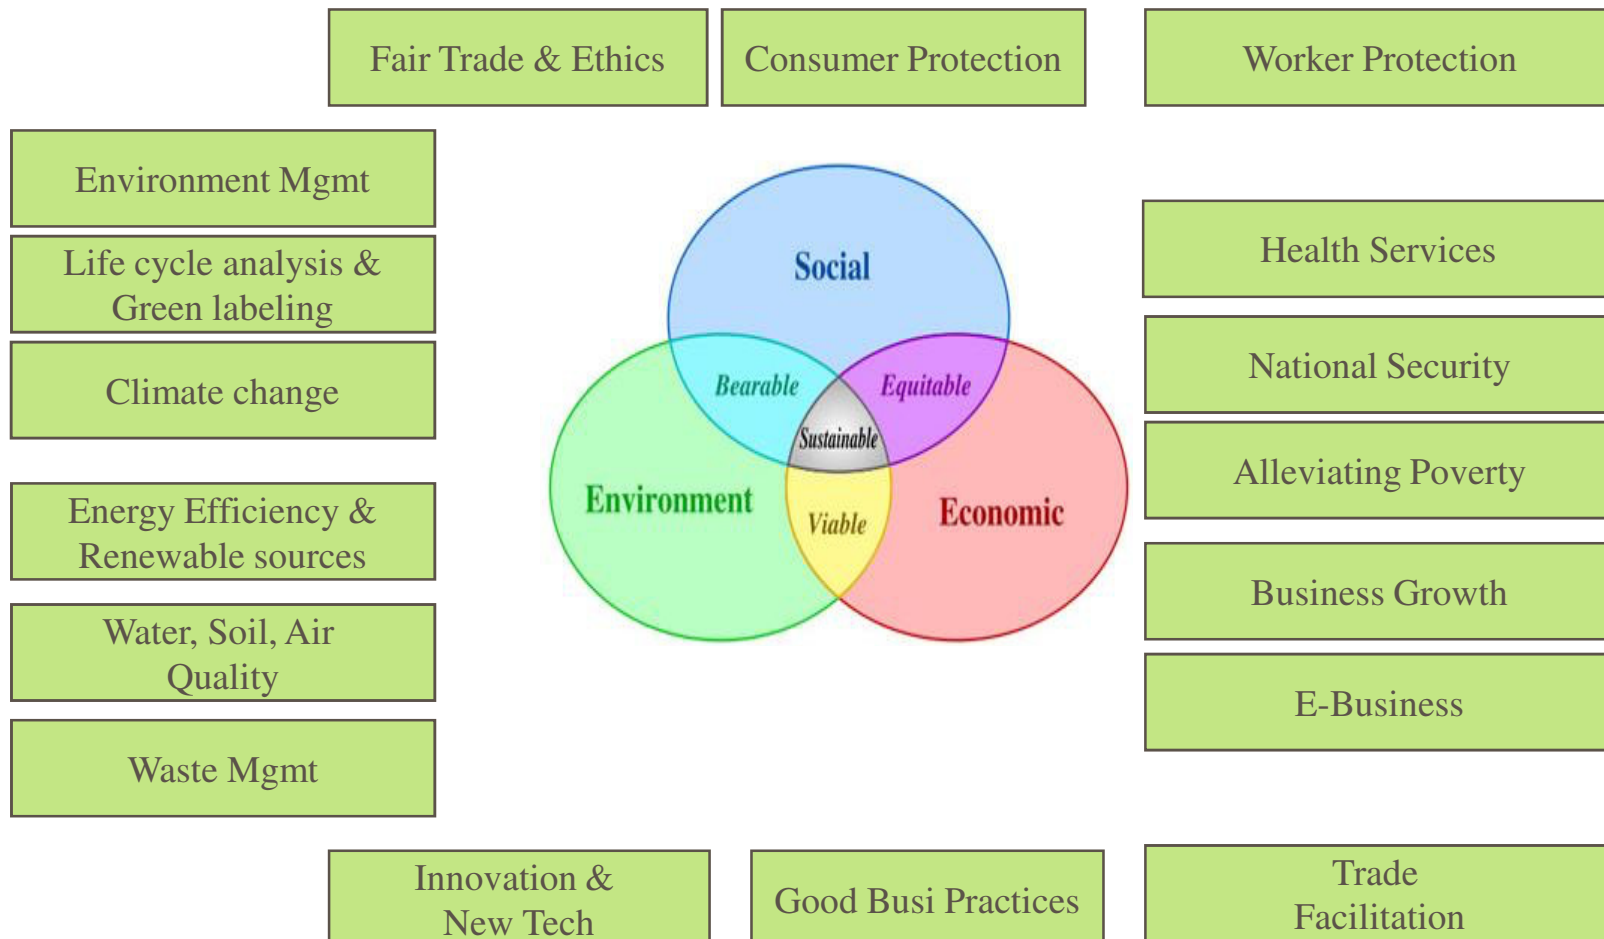 Fair Trade & Ethics
Consumer Protection
Worker Protection
Environment Mgmt
Life cycle analysis &
Green labeling
Climate change
Energy Efficiency &
Renewable sources
Water, Soil, Air
Quality
Waste Mgmt
Social
Bearable
Equitable
Sustainable
Environment
Viable
Economic
Health Services
National Security
Alleviating Poverty
Business Growth
E-Business
Innovation &
New Tech
Good Busi Practices
Trade
Facilitation